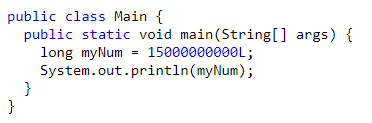 public class Main {
  public static void main(String[] args) {
    long myNum = 15000000000L;
    System.out.println(myNum);
  }
}